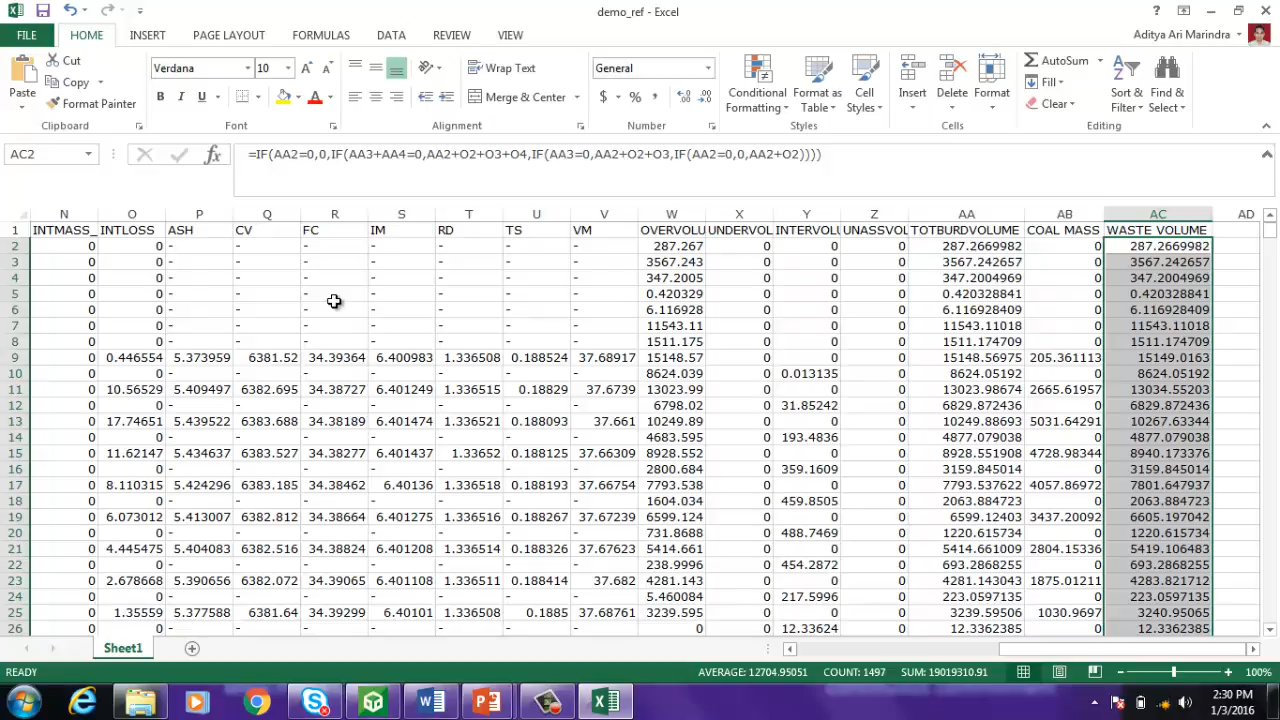 demo_ref - Excel
FILE HOME INSERT PAGE LAYOUT FORMULAS DATA REVIEW VIEW Aditya Ari Marindra
Paste Cut Copy Format Painter Clipboard
Verdana 10 B I U A Font
Wrap Text Merge & Center Alignment
General $ % , Number
Conditional Formatting Format as Table Cell Styles Styles
Insert Delete Format Cells
AutoSum Fill Clear Sort & Filter Find & Select Editing
AC2 fx =IF(AA2=0,0,IF(AA3+AA4=0,AA2+O2+O3+O4,IF(AA3=0,AA2+O2+O3,IF(AA2=0,0,AA2+O2))))
N O P Q R S T U V W X Y Z AA AB AC AD
1 INTMASS_ INTLOSS ASH CV FC IM RD TS VM OVERVOLU UNDERVOL INTERVOLU UNASSVOL TOTBURDVOLUME COAL MASS WASTE VOLUME
2 0 0 - - - - - - - 287.267 0 0 0 287.2669982 0 287.2669982
3 0 0 - - - - - - - 3567.243 0 0 0 3567.242657 0 3567.242657
4 0 0 - - - - - - - 347.2005 0 0 0 347.2004969 0 347.2004969
5 0 0 - - - - - - - 0.420329 0 0 0 0.420328841 0 0.420328841
6 0 0 - - - - - - - 6.116928 0 0 0 6.116928409 0 6.116928409
7 0 0 - - - - - - - 11543.11 0 0 0 11543.11018 0 11543.11018
8 0 0 - - - - - - - 1511.175 0 0 0 1511.174709 0 1511.174709
9 0 0.446554 5.373959 6381.52 34.39364 6.400983 1.336508 0.188524 37.68917 15148.57 0 0 0 15148.56975 205.361113 15149.0163
10 0 0 - - - - - - - 8624.039 0 0.013135 0 8624.05192 0 8624.05192
11 0 10.56529 5.409497 6382.695 34.38727 6.401249 1.336515 0.18829 37.6739 13023.99 0 0 0 13023.98674 2665.61957 13034.55203
12 0 0 - - - - - - - 6798.02 0 31.85242 0 6829.872436 0 6829.872436
13 0 17.74651 5.439522 6383.688 34.38189 6.401474 1.336521 0.188093 37.661 10249.89 0 0 0 10249.88693 5031.64291 10267.63344
14 0 0 - - - - - - - 4683.595 0 193.4836 0 4877.079038 0 4877.079038
15 0 11.62147 5.434637 6383.527 34.38277 6.401437 1.33652 0.188125 37.66309 8928.552 0 0 0 8928.551908 4728.98344 8940.173376
16 0 0 - - - - - - - 2800.684 0 359.1609 0 3159.845014 0 3159.845014
17 0 8.110315 5.424296 6383.185 34.38462 6.40136 1.336518 0.188193 37.66754 7793.538 0 0 0 7793.537622 4057.86972 7801.647937
18 0 0 - - - - - - - 1604.034 0 459.8505 0 2063.884723 0 2063.884723
19 0 6.073012 5.413007 6382.812 34.38664 6.401275 1.336516 0.188267 37.67239 6599.124 0 0 0 6599.12403 3437.20092 6605.197042
20 0 0 - - - - - - - 731.8688 0 488.7469 0 1220.615734 0 1220.615734
21 0 4.445475 5.404083 6382.516 34.38824 6.401208 1.336514 0.188326 37.67623 5414.661 0 0 0 5414.661009 2804.15336 5419.106483
22 0 0 - - - - - - - 238.9996 0 454.2872 0 693.2868255 0 693.2868255
23 0 2.678668 5.390656 6382.072 34.39065 6.401108 1.336511 0.188414 37.682 4281.143 0 0 0 4281.143043 1875.01211 4283.821712
24 0 0 - - - - - - - 5.460084 0 217.5996 0 223.0597135 0 223.0597135
25 0 1.35559 5.377588 6381.64 34.39299 6.40101 1.336508 0.1885 37.68761 3239.595 0 0 0 3239.59506 1030.9697 3240.95065
26 0 0 - - - - - - - 0 0 12.33624 0 12.3362385 0 12.3362385
Sheet1
READY AVERAGE: 12704.95051 COUNT: 1497 SUM: 19019310.91 100%
2:30 PM
1/3/2016